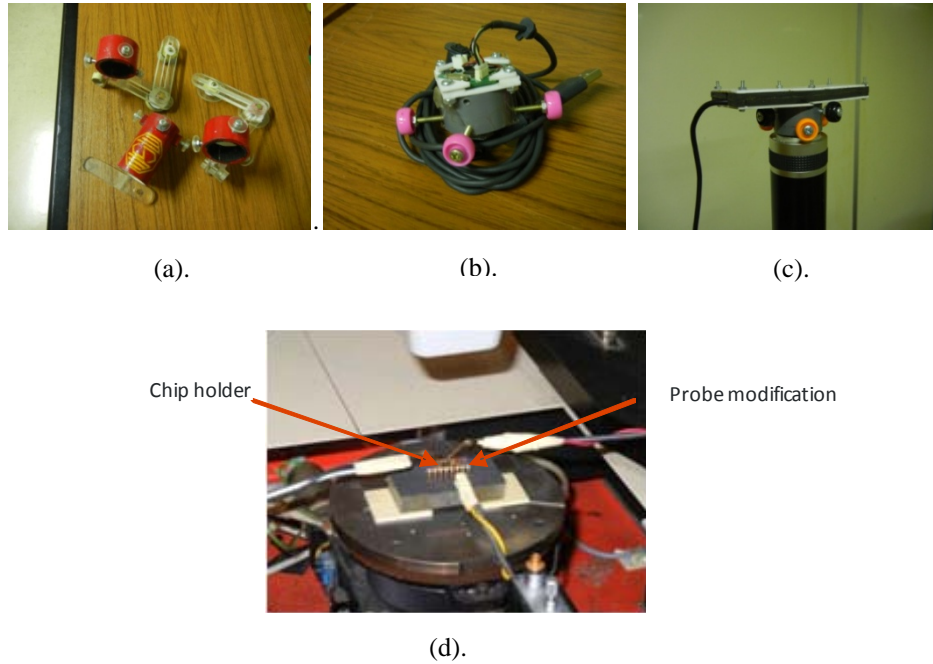 .
(a).
(b).
(c).
Chip holder
Probe modification
(d).